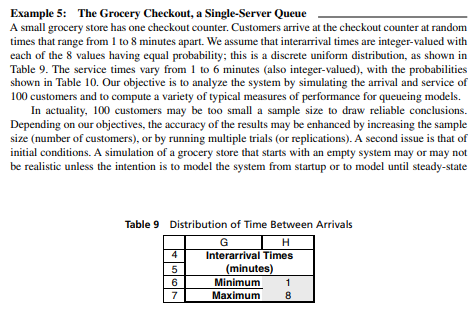 Example 5: The Grocery Checkout, a Single-Server Queue
A small grocery store has one checkout counter. Customers arrive at the checkout counter at random
times that range from 1 to 8 minutes apart. We assume that interarrival times are integer-valued with
each of the 8 values having equal probability; this is a discrete uniform distribution, as shown in
Table 9. The service times vary from 1 to 6 minutes (also integer-valued), with the probabilities
shown in Table 10. Our objective is to analyze the system by simulating the arrival and service of
100 customers and to compute a variety of typical measures of performance for queueing models.
In actuality, 100 customers may be too small a sample size to draw reliable conclusions.
Depending on our objectives, the accuracy of the results may be enhanced by increasing the sample
size (number of customers), or by running multiple trials (or replications). A second issue is that of
initial conditions. A simulation of a grocery store that starts with an empty system may or may not
be realistic unless the intention is to model the system from startup or to model until steady-state
Table 9 Distribution of Time Between Arrivals
G H
4 Interarrival Times
5 (minutes)
6 Minimum 1
7 Maximum 8